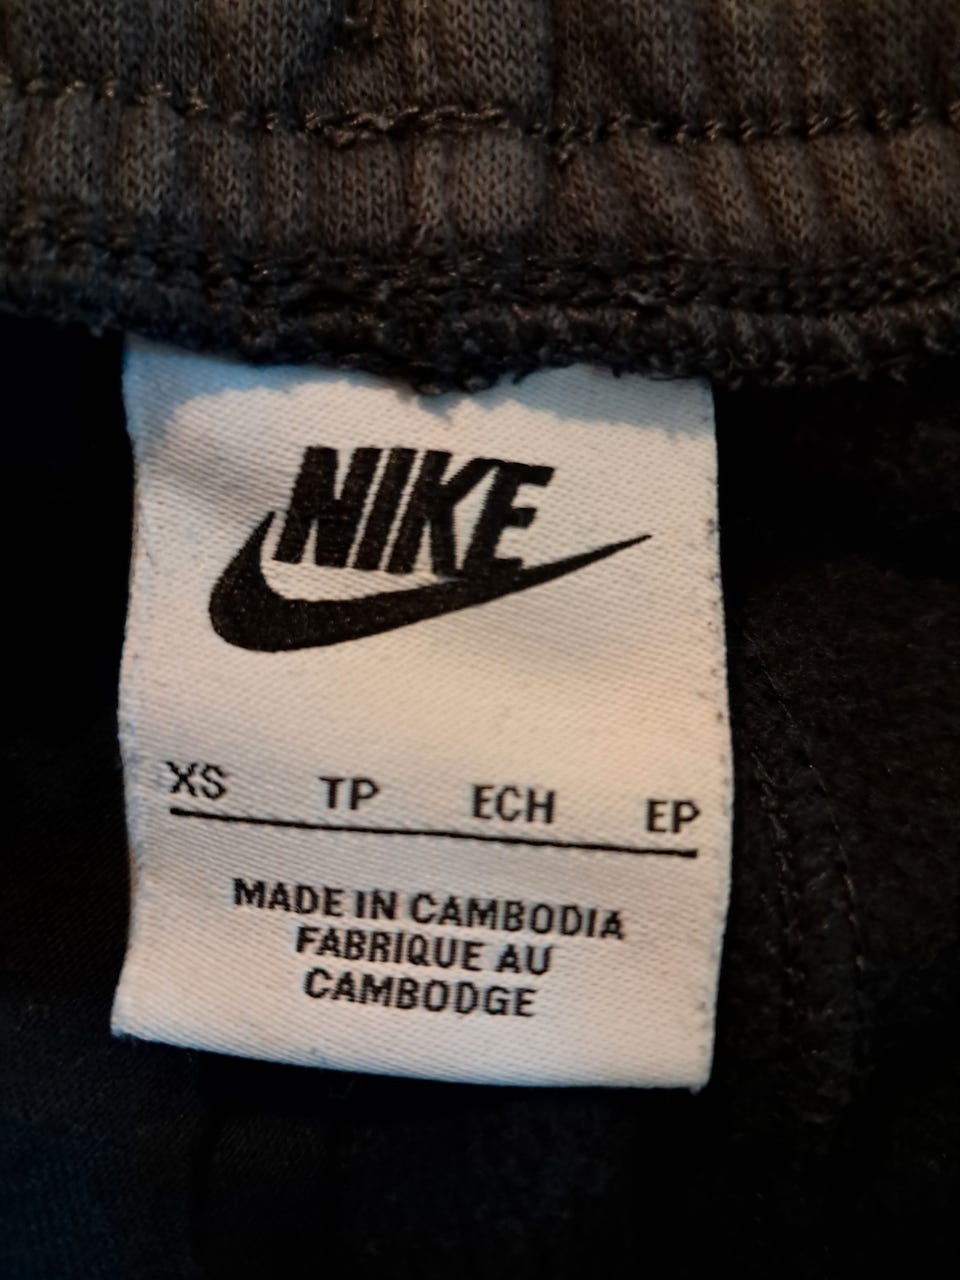 NIKE
XS TP ECH EP
MADE IN CAMBODIA
FABRIQUE AU
CAMBODGE